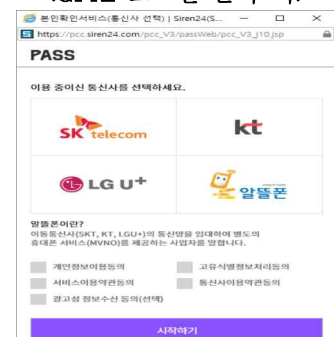 본인확인서비스(통신사 선택) | Siren24(S...
https://pcc.siren24.com/pcc_V3/passWeb/pcc_V3_j10.jsp
PASS
이용 중이신 통신사를 선택하세요.
SK telecom
kt
LG U+
알뜰폰
알뜰폰이란?
이동통신사(SKT, KT, LGU+)의 통신망을 임대하여 별도의
휴대폰 서비스(MVNO)를 제공하는 사업자를 말합니다.
개인정보이용동의
고유식별정보처리동의
서비스이용약관동의
통신사이용약관동의
광고성 정보수신 동의(선택)
시작하기